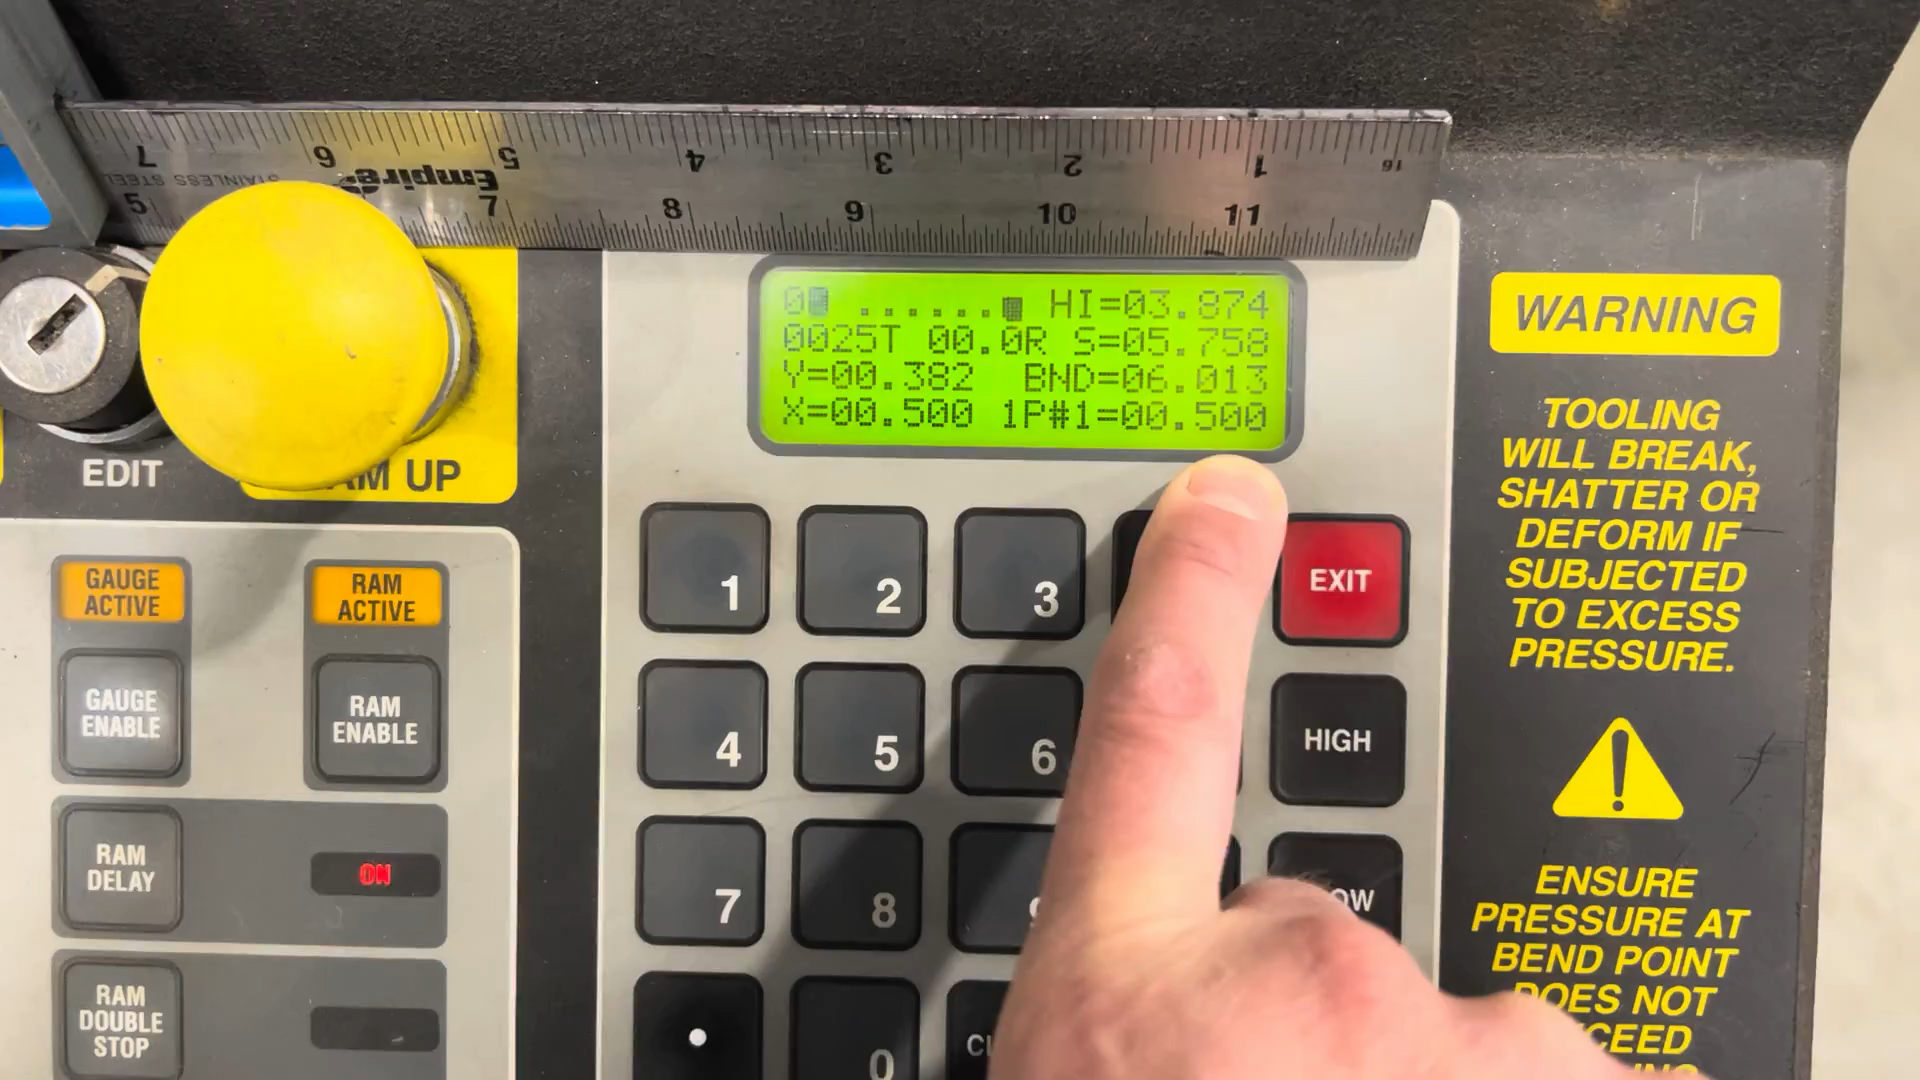 7 6 5 4 3 2 1 16
STAINLESS STEEL Empire
5 7 8 9 10 11
0 ...... HI=03.874
0025T 00.0R S=05.758
Y=00.382 BND=06.013
X=00.500 1P#1=00.500
EDIT
AM UP
GAUGE
ACTIVE
RAM
ACTIVE
GAUGE
ENABLE
RAM
ENABLE
RAM
DELAY
ON
RAM
DOUBLE
STOP
1 2 3
EXIT
4 5 6
HIGH
7 8
OW
0
WARNING
TOOLING
WILL BREAK,
SHATTER OR
DEFORM IF
SUBJECTED
TO EXCESS
PRESSURE.
ENSURE
PRESSURE AT
BEND POINT
DOES NOT
CEED